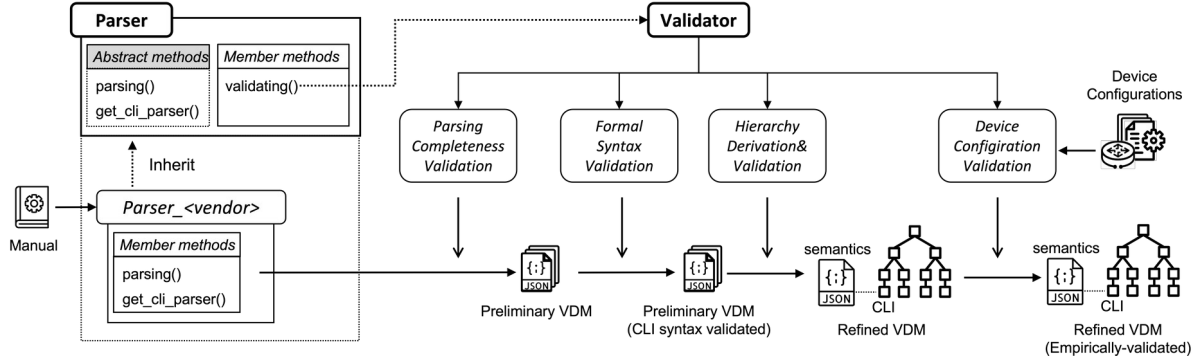 Parser
Abstract methods
parsing()
get_cli_parser()
Member methods
validating()
Inherit
Manual
Parser_<vendor>
Member methods
parsing()
get_cli_parser()
Validator
Parsing
Completeness
Validation
Formal
Syntax
Validation
Hierarchy
Derivation&
Validation
Device
Configiration
Validation
Device
Configurations
{;}
JSON
Preliminary VDM
{;}
JSON
Preliminary VDM
(CLI syntax validated)
semantics
{;}
JSON
CLI
Refined VDM
semantics
{;}
JSON
CLI
Refined VDM
(Empirically-validated)